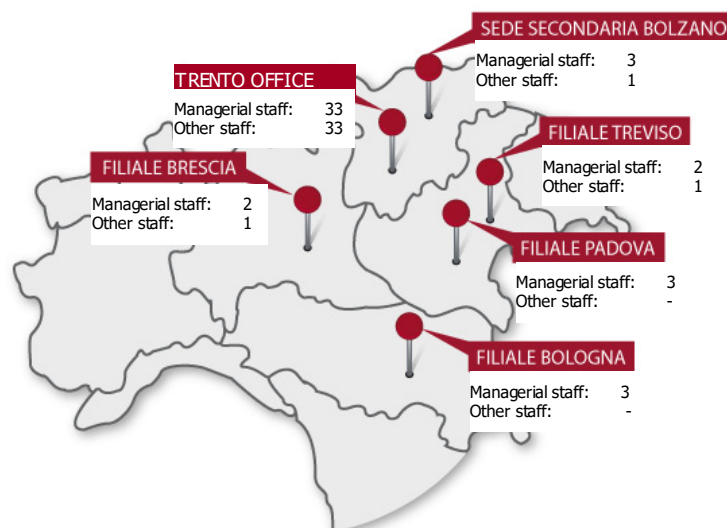 SEDE SECONDARIA BOLZANO
Managerial staff: 3
Other staff: 1
TRENTO OFFICE
Managerial staff: 33
Other staff: 33
FILIALE TREVISO
Managerial staff: 2
Other staff: 1
FILIALE BRESCIA
Managerial staff: 2
Other staff: 1
FILIALE PADOVA
Managerial staff: 3
Other staff: -
FILIALE BOLOGNA
Managerial staff: 3
Other staff: -